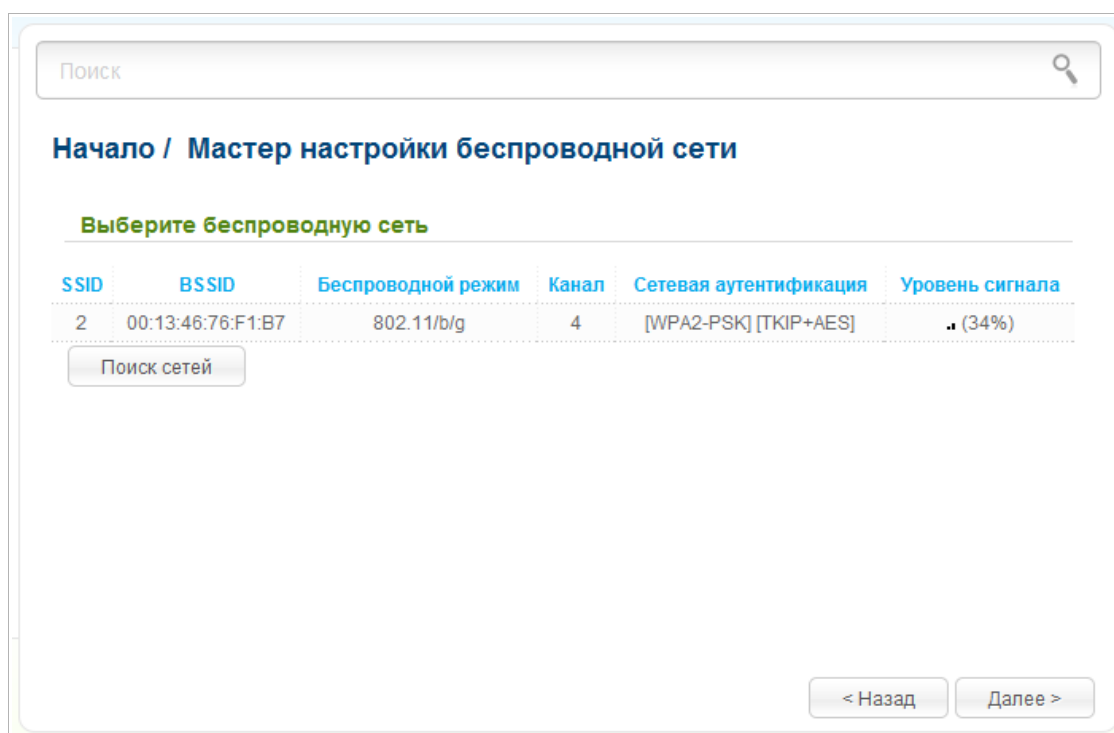 Поиск
Начало / Мастер настройки беспроводной сети
Выберите беспроводную сеть
SSID BSSID Беспроводной режим Канал Сетевая аутентификация Уровень сигнала
2 00:13:46:76:F1:B7 802.11/b/g 4 [WPA2-PSK] [TKIP+AES] (34%)
Поиск сетей
< Назад Далее >